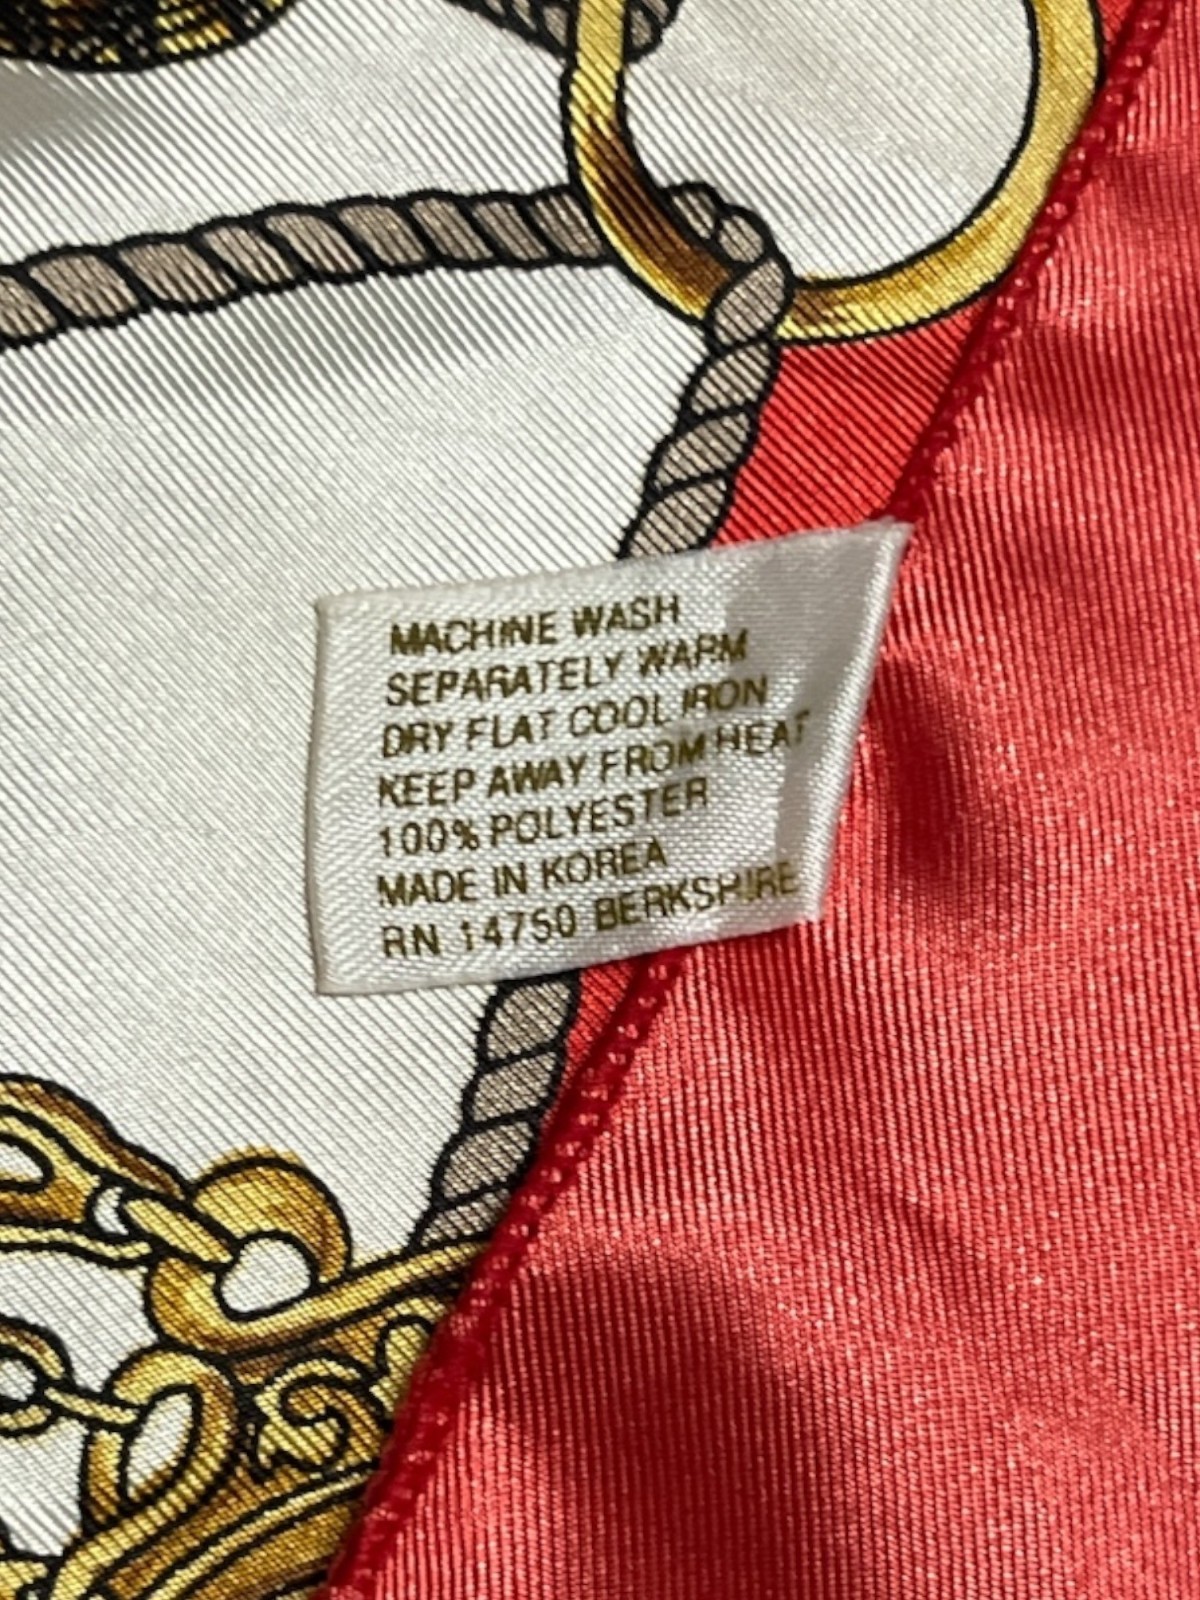 MACHINE WASH
SEPARATELY WARM
DRY FLAT COOL IRON
KEEP AWAY FROM HEAT
100% POLYESTER
MADE IN KOREA
RN 14750 BERKSHIRE